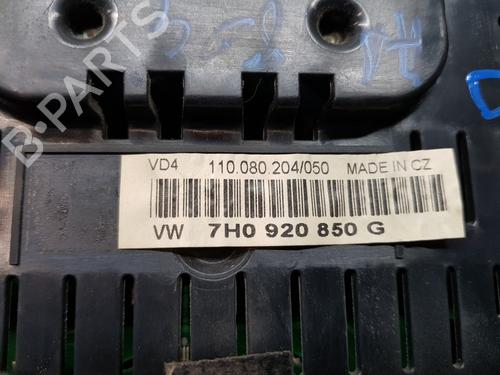 B-PARTS
VD4 110.080.204/050 MADE IN CZ
VW 7H0 920 850 G